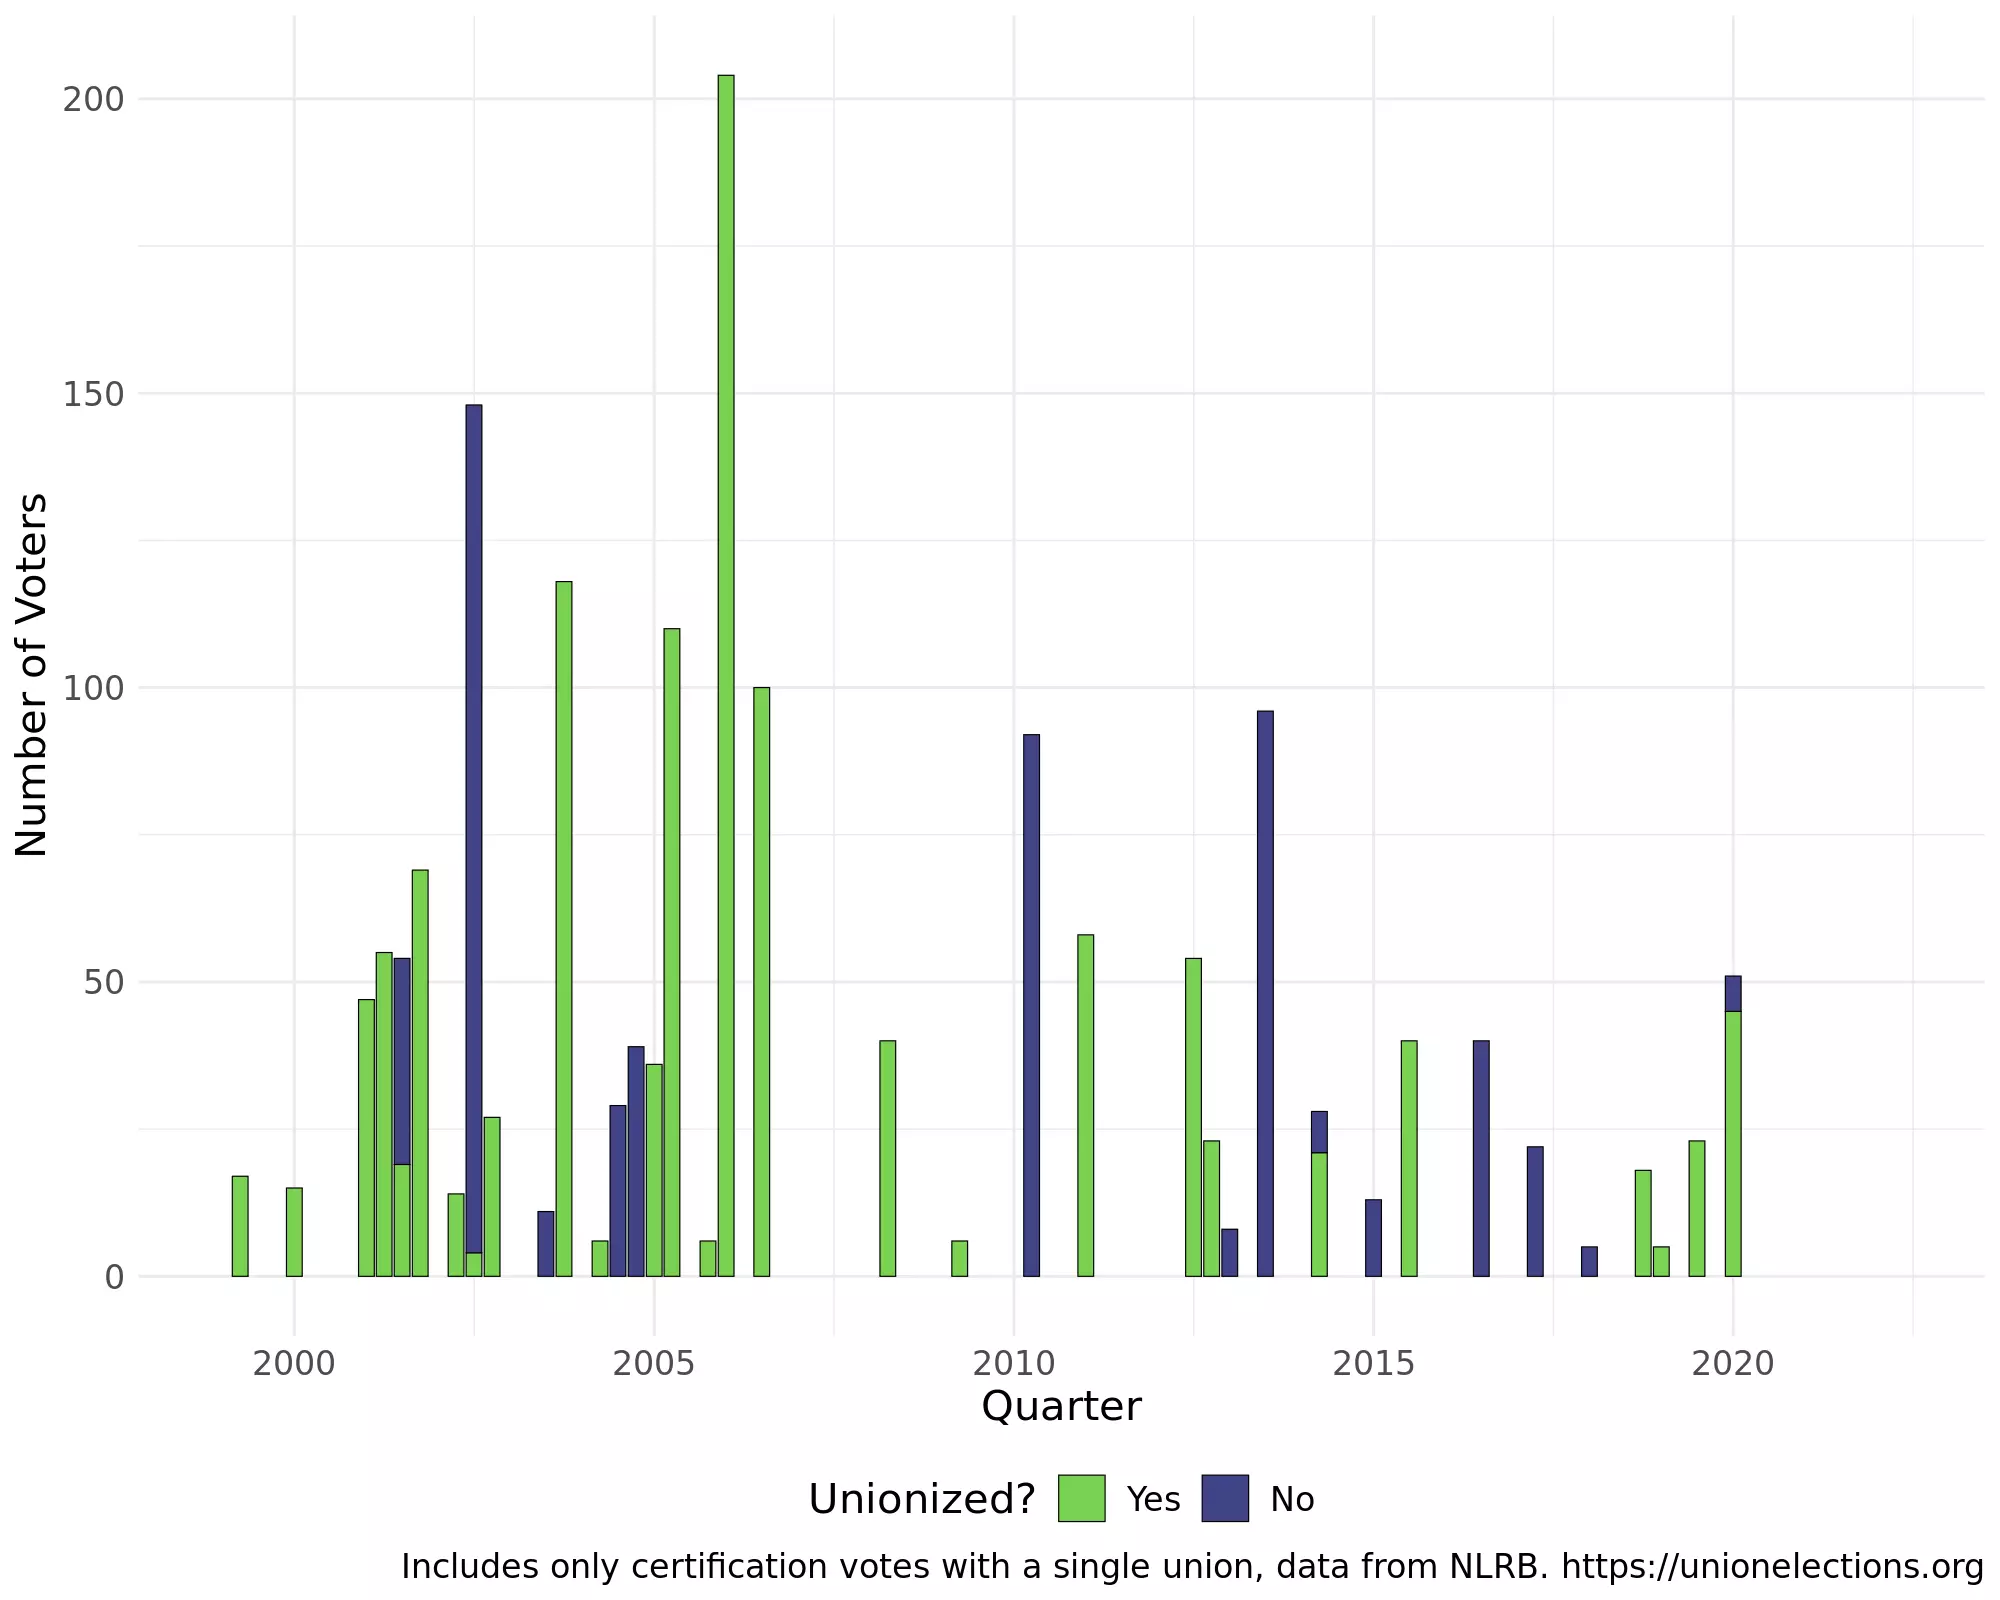 200
150
100
50
0
Number of Voters
2000 2005 2010 2015 2020
Quarter
Unionized? Yes No
Includes only certification votes with a single union, data from NLRB. https://unionelections.org